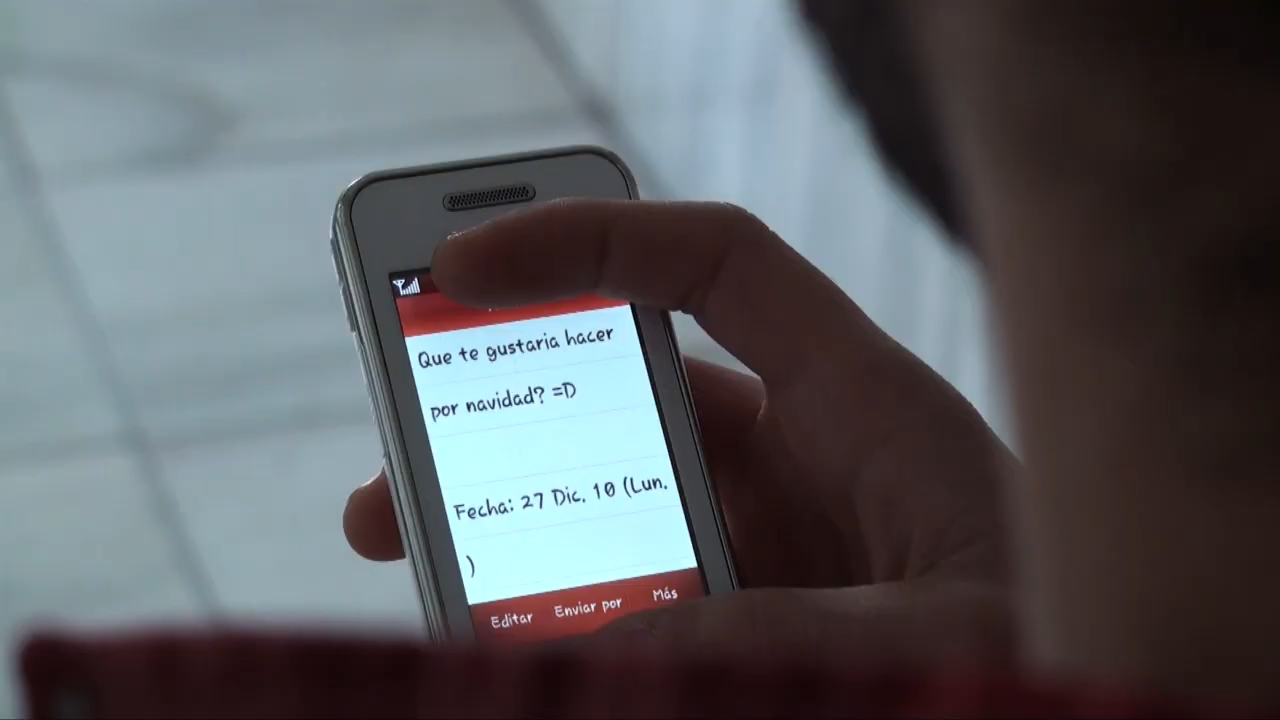 Que te gustaria hacer
por navidad? =D
Fecha: 27 Dic. 10 (Lun.
)
Editar Enviar por Más